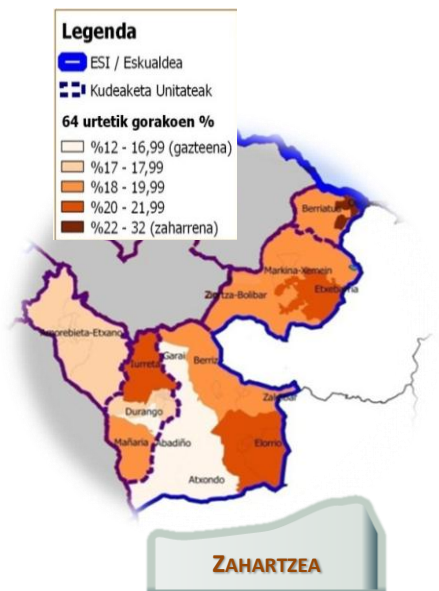 Legenda
ESI / Eskualdea
Kudeaketa Unitateak
64 urtetik gorakoen %
%12 - 16,99 (gazteena)
%17 - 17,99
%18 - 19,99
%20 - 21,99
%22 - 32 (zaharrena)
Berriatua
Markina-Xemein
Ziortza-Bolibar
Etxebarria
Amorebieta-Etxano
Iurreta
Garai
Berriz
Zaldibar
Durango
Mañaria
Abadiño
Elorrio
Atxondo
ZAHARTZEA